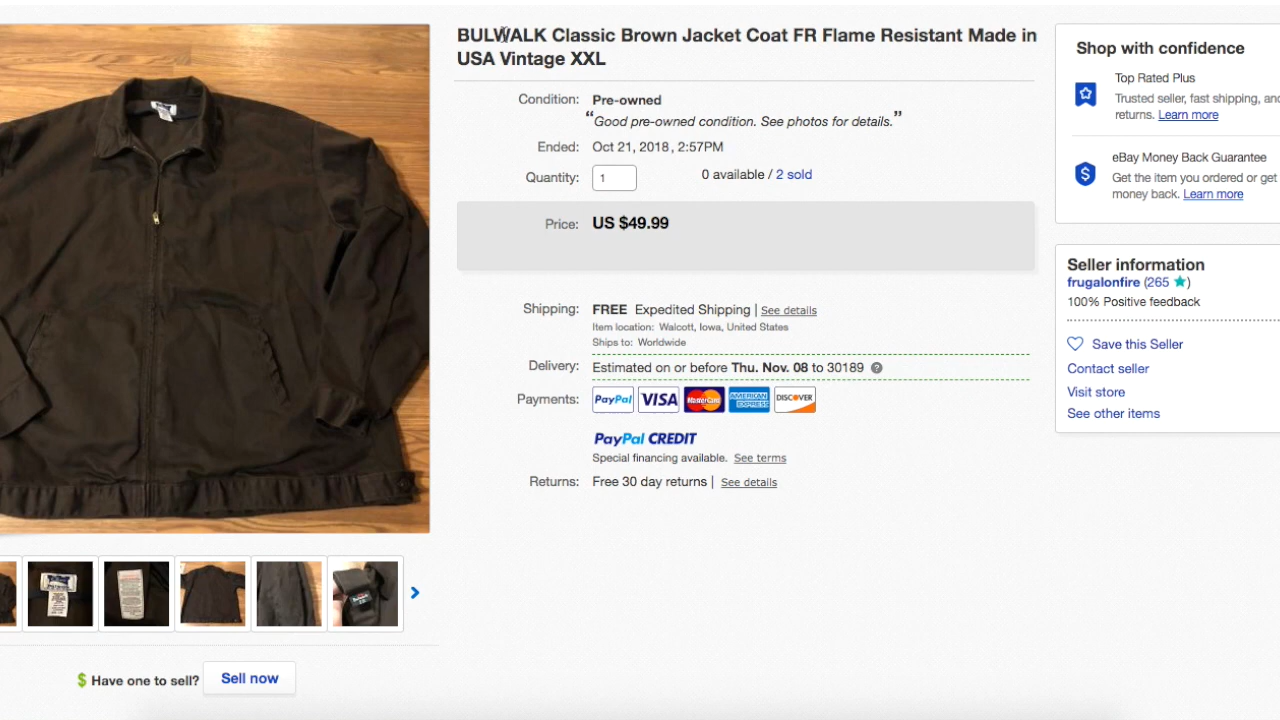 BULWALK Classic Brown Jacket Coat FR Flame Resistant Made in
USA Vintage XXL
Condition: Pre-owned
“Good pre-owned condition. See photos for details.”
Ended: Oct 21, 2018, 2:57PM
Quantity: 1 0 available / 2 sold
Price: US $49.99
Shipping: FREE Expedited Shipping | See details
Item location: Walcott, Iowa, United States
Ships to: Worldwide
Delivery: Estimated on or before Thu. Nov. 08 to 30189 ?
Payments: PayPal VISA MasterCard AMERICAN EXPRESS DISCOVER
PayPal CREDIT
Special financing available. See terms
Returns: Free 30 day returns | See details
$ Have one to sell? Sell now
Shop with confidence
Top Rated Plus
Trusted seller, fast shipping, and
returns. Learn more
$ eBay Money Back Guarantee
Get the item you ordered or get
money back. Learn more
Seller information
frugalonfire (265 ★)
100% Positive feedback
Save this Seller
Contact seller
Visit store
See other items